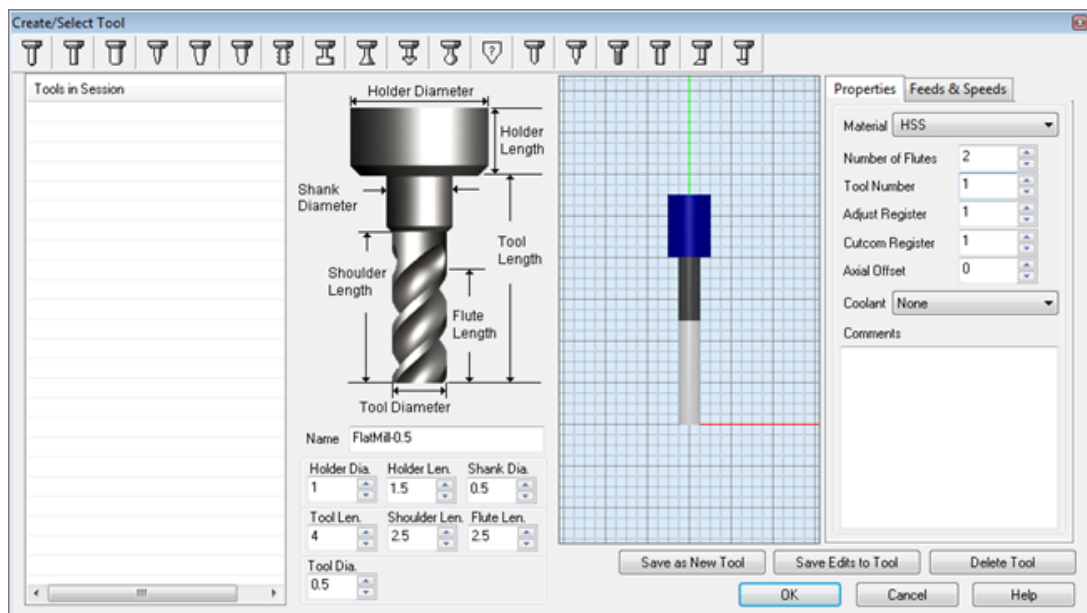 Create/Select Tool
?
Tools in Session
Holder Diameter
Holder
Length
Shank
Diameter
Tool
Length
Shoulder
Length
Flute
Length
Tool Diameter
Name FlatMill-0.5
Holder Dia. Holder Len. Shank Dia.
1 1.5 0.5
Tool Len. Shoulder Len. Flute Len.
4 2.5 2.5
Tool Dia.
0.5
Properties Feeds & Speeds
Material HSS
Number of Flutes 2
Tool Number 1
Adjust Register 1
Cutcom Register 1
Axial Offset 0
Coolant None
Comments
Save as New Tool Save Edits to Tool Delete Tool
OK Cancel Help